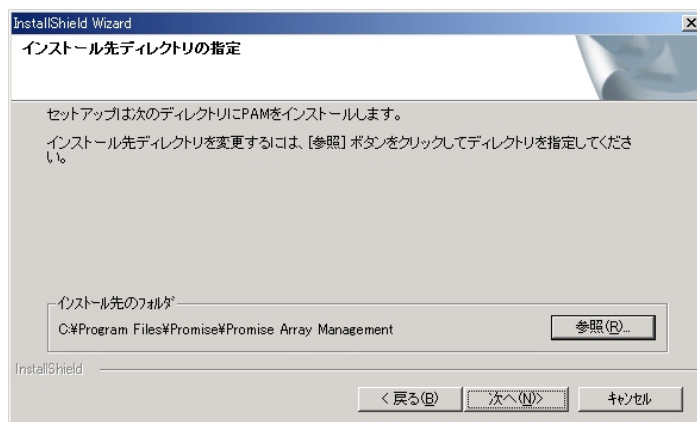 InstallShield Wizard
インストール先ディレクトリの指定
セットアップは次のディレクトリにPAMをインストールします。
インストール先ディレクトリを変更するには、[参照] ボタンをクリックしてディレクトリを指定してくださ
い。
インストール先のフォルダ
C:¥Program Files¥Promise¥Promise Array Management
参照(R)...
InstallShield
< 戻る(B)
次へ(N)>
キャンセル